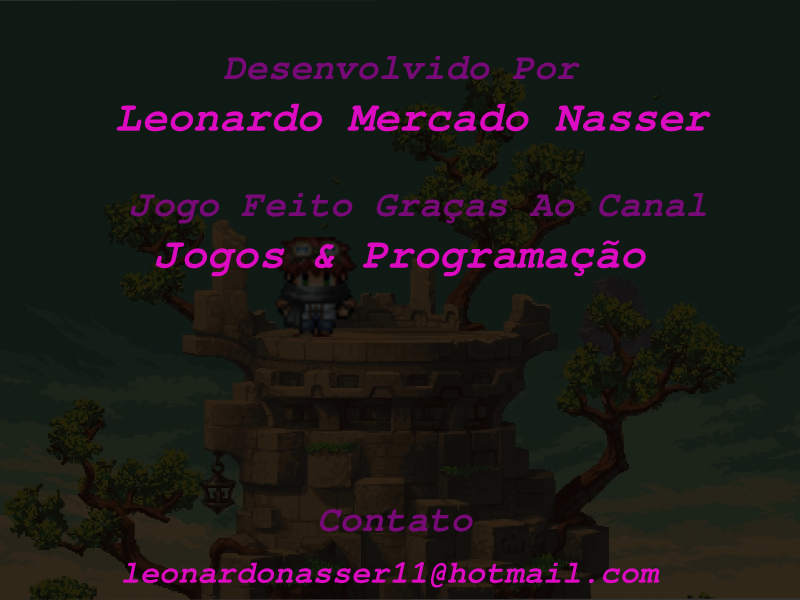 Desenvolvido Por
Leonardo Mercado Nasser
Jogo Feito Graças Ao Canal
Jogos & Programação
Contato
leonardonasser11@hotmail.com